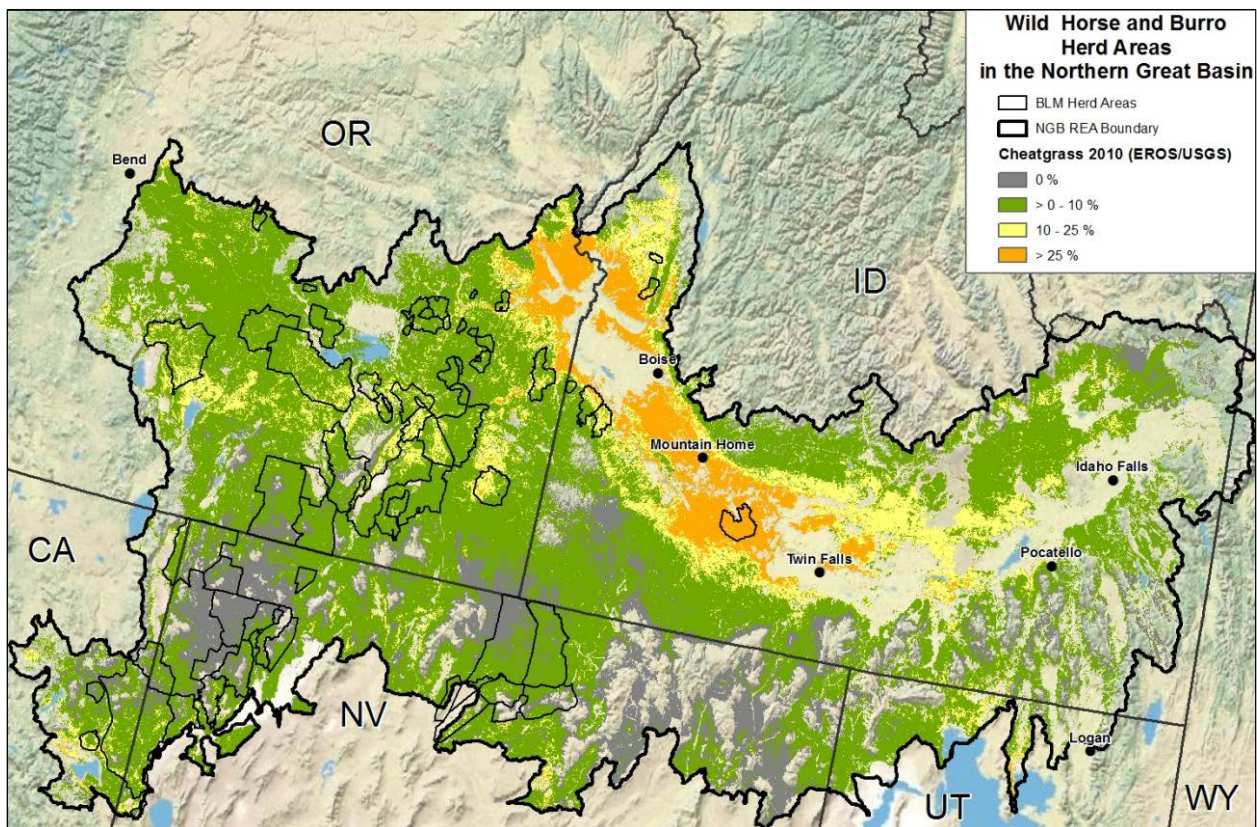 Wild Horse and Burro
Herd Areas
in the Northern Great Basin
BLM Herd Areas
NGB REA Boundary
Cheatgrass 2010 (EROS/USGS)
0 %
> 0 - 10 %
10 - 25 %
> 25 %
OR
Bend
ID
Boise
Mountain Home
Idaho Falls
CA
Twin Falls
Pocatello
NV
Logan
UT
WY